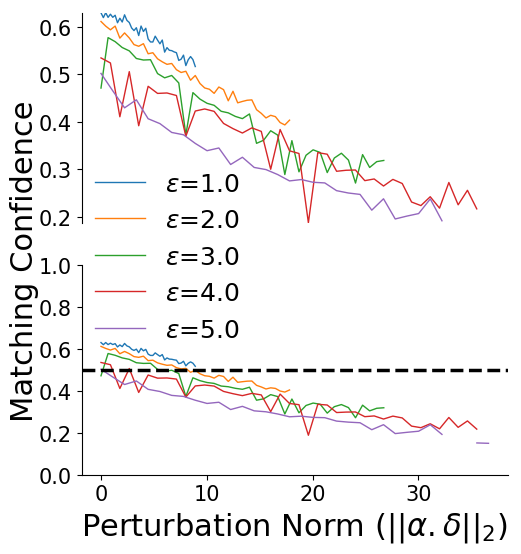 Matching Confidence
0.6
0.5
0.4
0.3
0.2
ε=1.0
ε=2.0
ε=3.0
ε=4.0
ε=5.0
1.0
0.8
0.6
0.4
0.2
0.0
0 10 20 30
Perturbation Norm (||α.δ||₂)